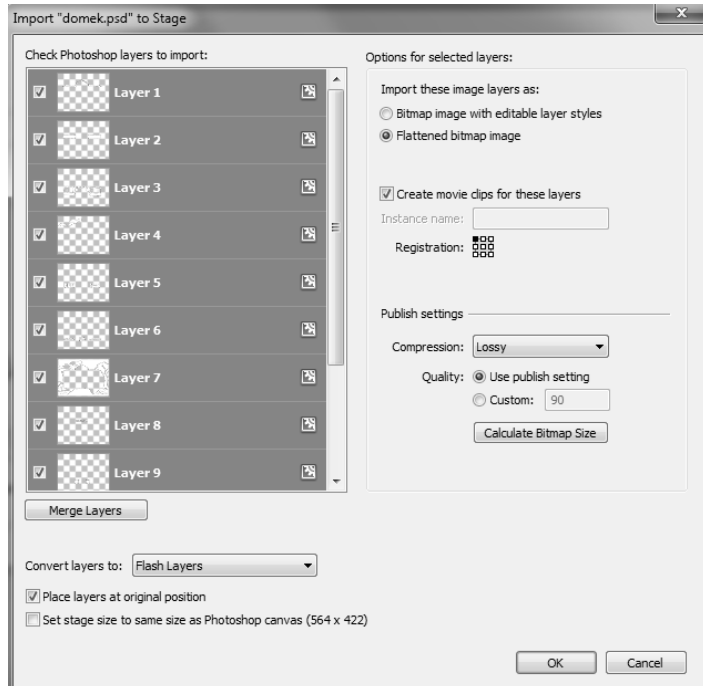 Import "domek.psd" to Stage
Check Photoshop layers to import:
Layer 1
Layer 2
Layer 3
Layer 4
Layer 5
Layer 6
Layer 7
Layer 8
Layer 9
Merge Layers
Convert layers to: Flash Layers
Place layers at original position
Set stage size to same size as Photoshop canvas (564 x 422)
Options for selected layers:
Import these image layers as:
Bitmap image with editable layer styles
Flattened bitmap image
Create movie clips for these layers
Instance name:
Registration:
Publish settings
Compression: Lossy
Quality: Use publish setting
Custom: 90
Calculate Bitmap Size
OK Cancel